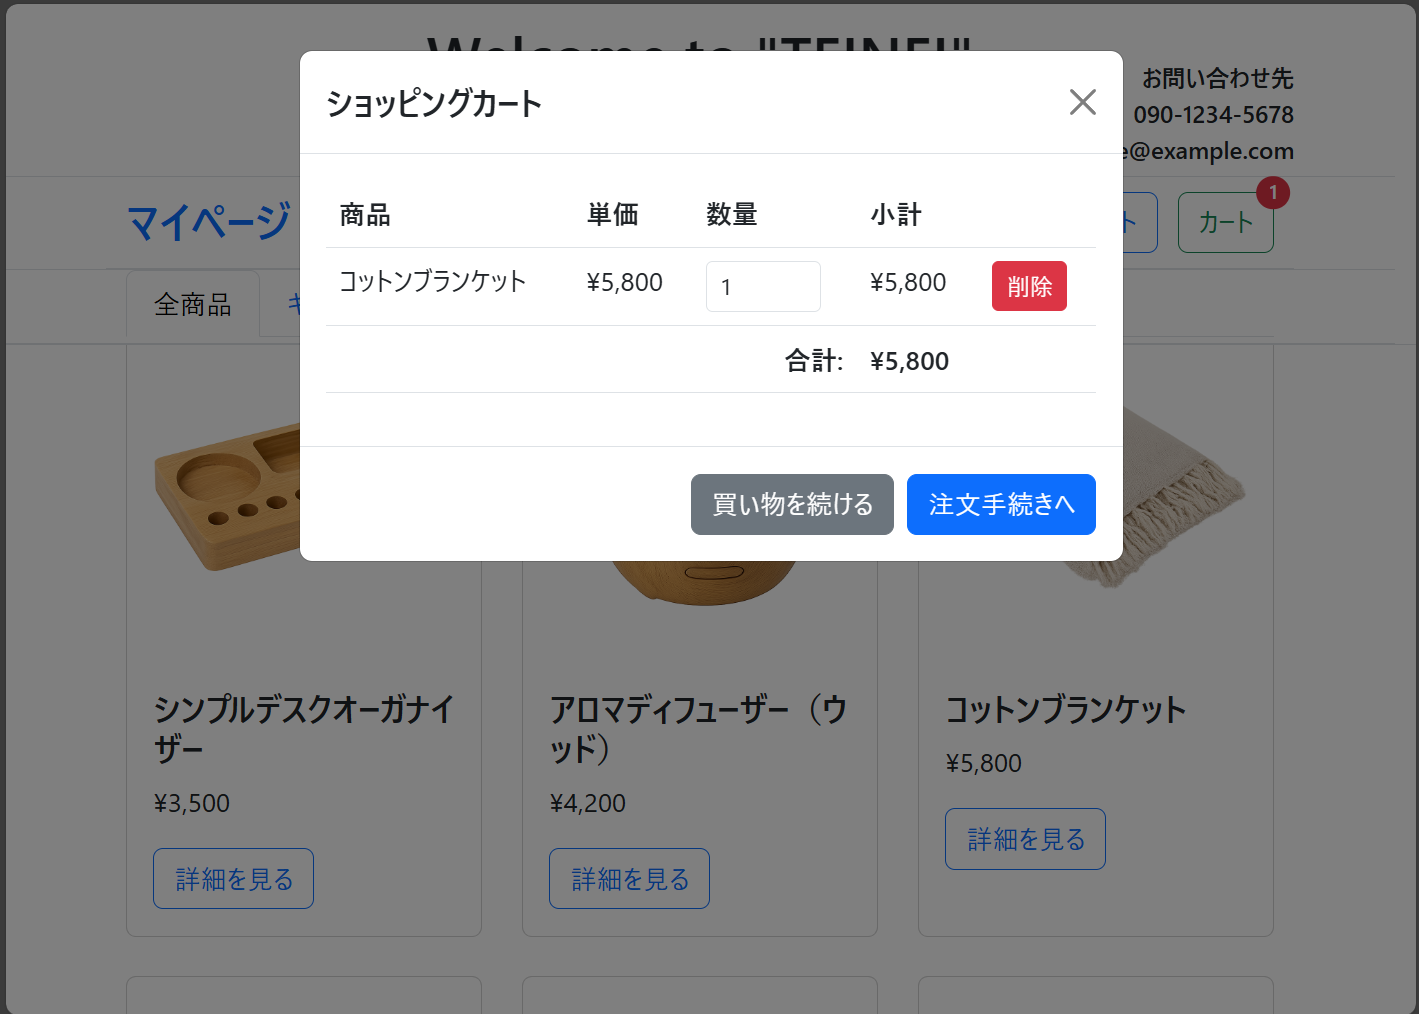 Welcome to "TEINEI"
お問い合わせ先
090-1234-5678
e@example.com
マイページ
ト
カート
1
全商品
キ
ショッピングカート
商品 単価 数量 小計
コットンブランケット ¥5,800 1 ¥5,800 削除
合計: ¥5,800
買い物を続ける 注文手続きへ
シンプルデスクオーガナイ
ザー
¥3,500
詳細を見る
アロマディフューザー（ウ
ッド）
¥4,200
詳細を見る
コットンブランケット
¥5,800
詳細を見る